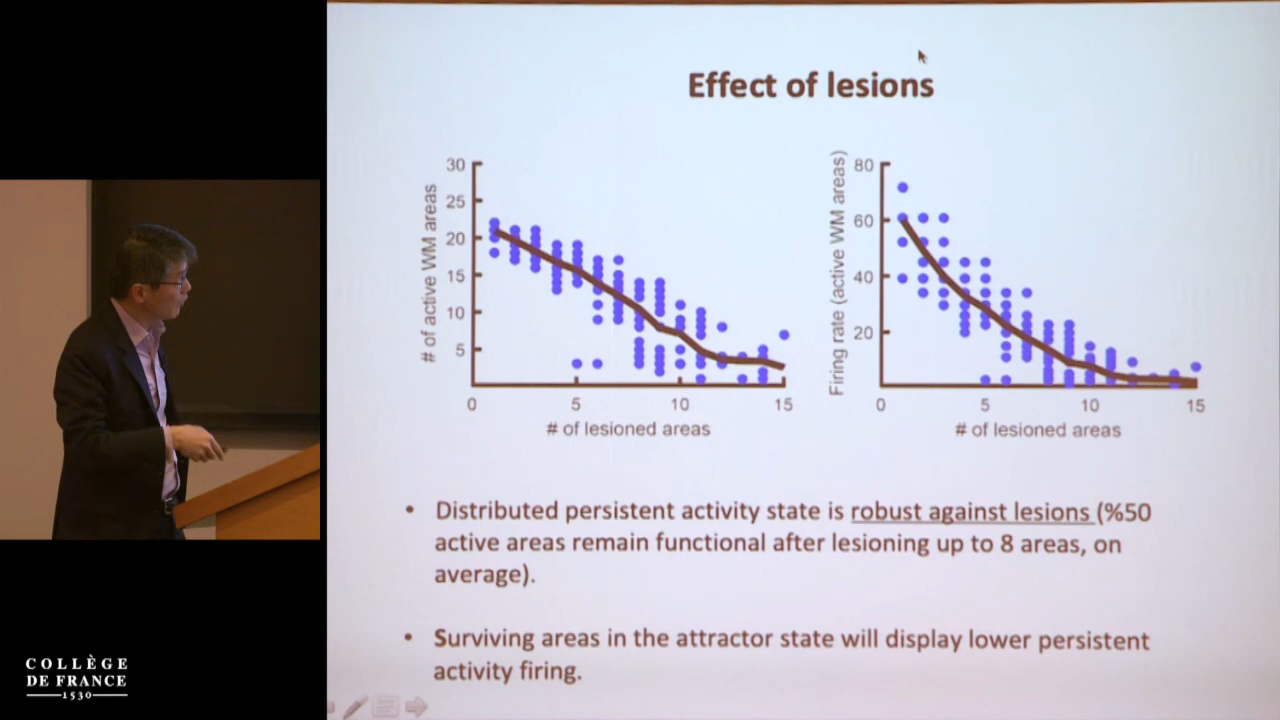 Effect of lesions
# of active WM areas
30
25
20
15
10
5
0
5
10
15
# of lesioned areas
Firing rate (active WM areas)
80
60
40
20
0
5
10
15
# of lesioned areas
• Distributed persistent activity state is robust against lesions (%50
active areas remain functional after lesioning up to 8 areas, on
average).
• Surviving areas in the attractor state will display lower persistent
activity firing.
COLLÈGE
DE FRANCE
1530